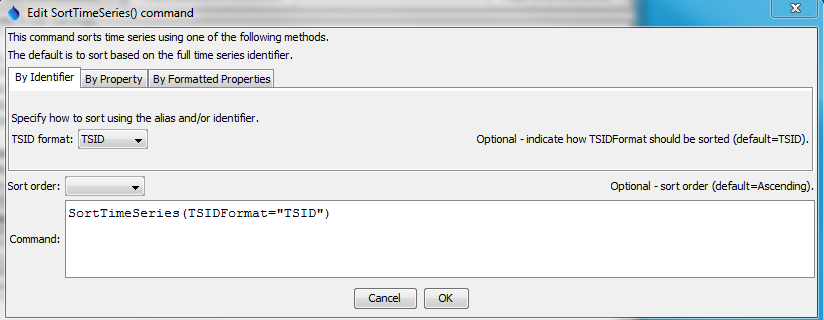 Edit SortTimeSeries() command
This command sorts time series using one of the following methods.
The default is to sort based on the full time series identifier.
By Identifier By Property By Formatted Properties
Specify how to sort using the alias and/or identifier.
TSID format: TSID Optional - indicate how TSIDFormat should be sorted (default=TSID).
Sort order: Optional - sort order (default=Ascending).
SortTimeSeries(TSIDFormat="TSID")
Command:
Cancel OK